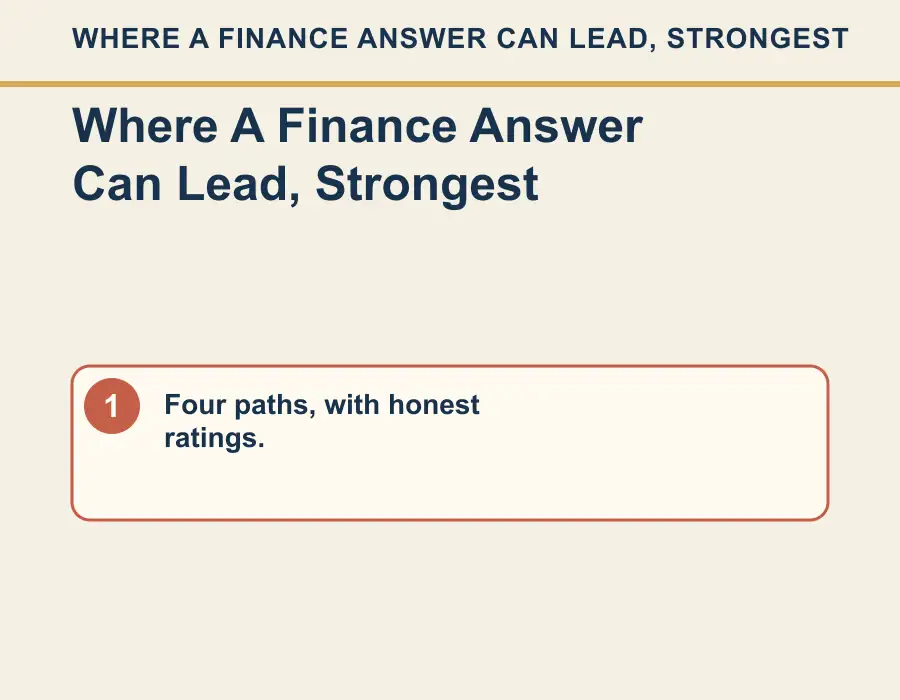 WHERE A FINANCE ANSWER CAN LEAD, STRONGEST
Where A Finance Answer
Can Lead, Strongest
1
Four paths, with honest
ratings.